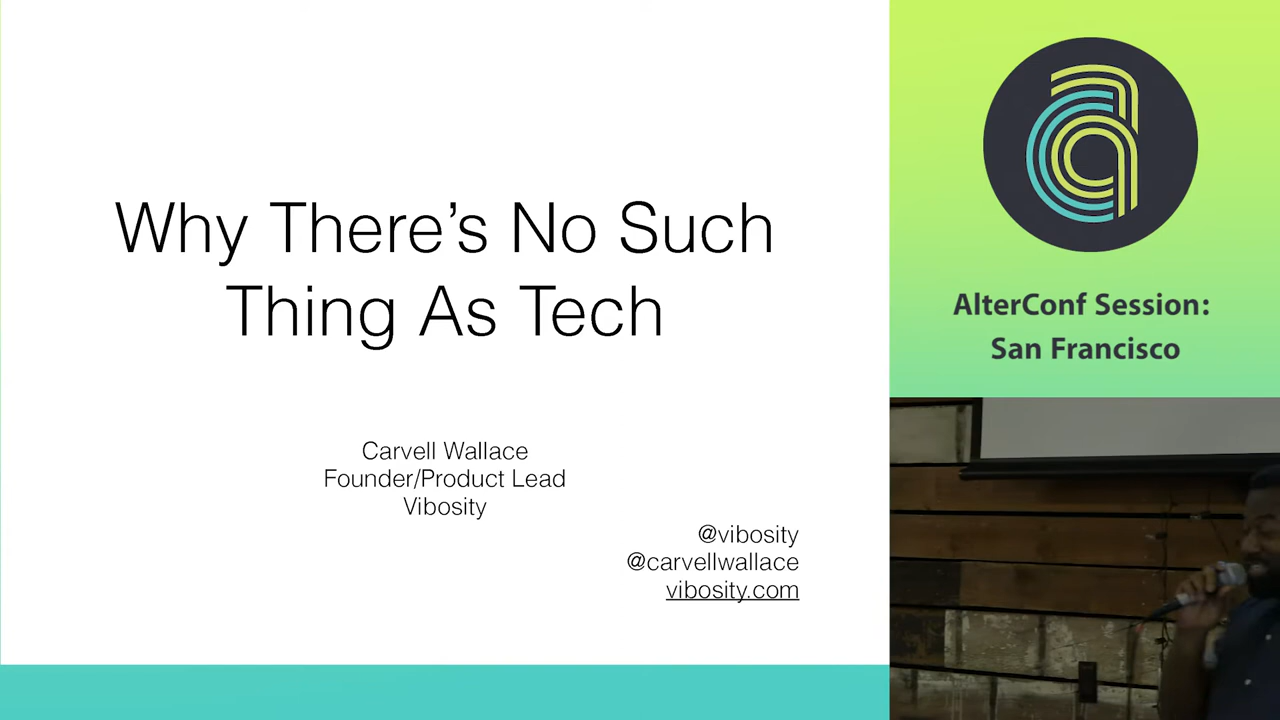 Why There's No Such
Thing As Tech
Carvell Wallace
Founder/Product Lead
Vibosity
@vibosity
@carvellwallace
vibosity.com
AlterConf Session:
San Francisco